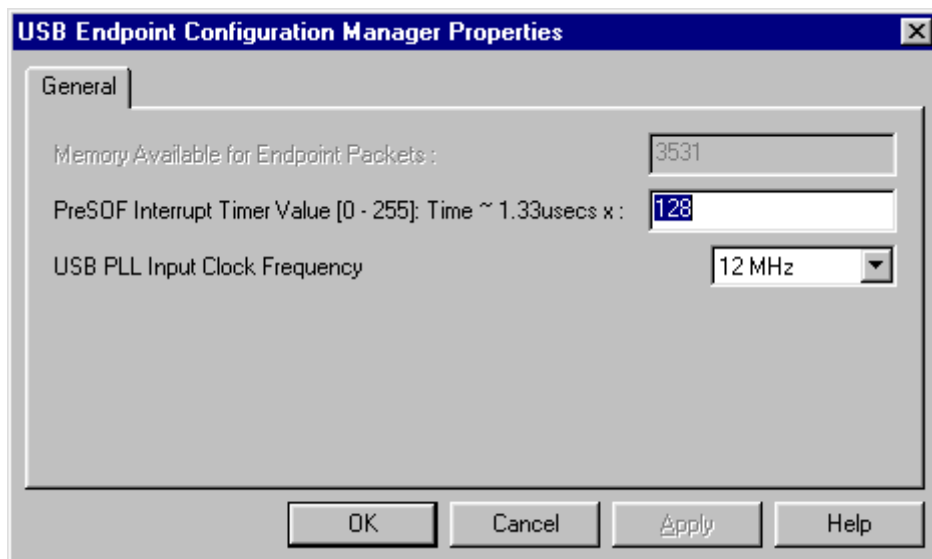 USB Endpoint Configuration Manager Properties
General
Memory Available for Endpoint Packets : 3531
PreSOF Interrupt Timer Value [0 - 255]: Time ~ 1.33usecs x : 128
USB PLL Input Clock Frequency 12 MHz
OK Cancel Apply Help